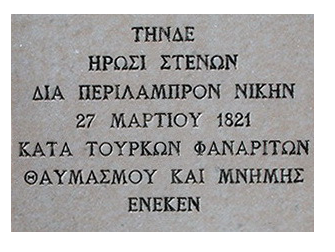 ΤΗΝΔΕ
ΗΡΩΣΙ ΣΤΕΝΩΝ
ΔΙΑ ΠΕΡΙΛΑΜΠΡΟΝ ΝΙΚΗΝ
27 ΜΑΡΤΙΟΥ 1821
ΚΑΤΑ ΤΟΥΡΚΩΝ ΦΑΝΑΡΙΤΩΝ
ΘΑΥΜΑΣΜΟΥ ΚΑΙ ΜΝΗΜΗΣ
ΕΝΕΚΕΝ